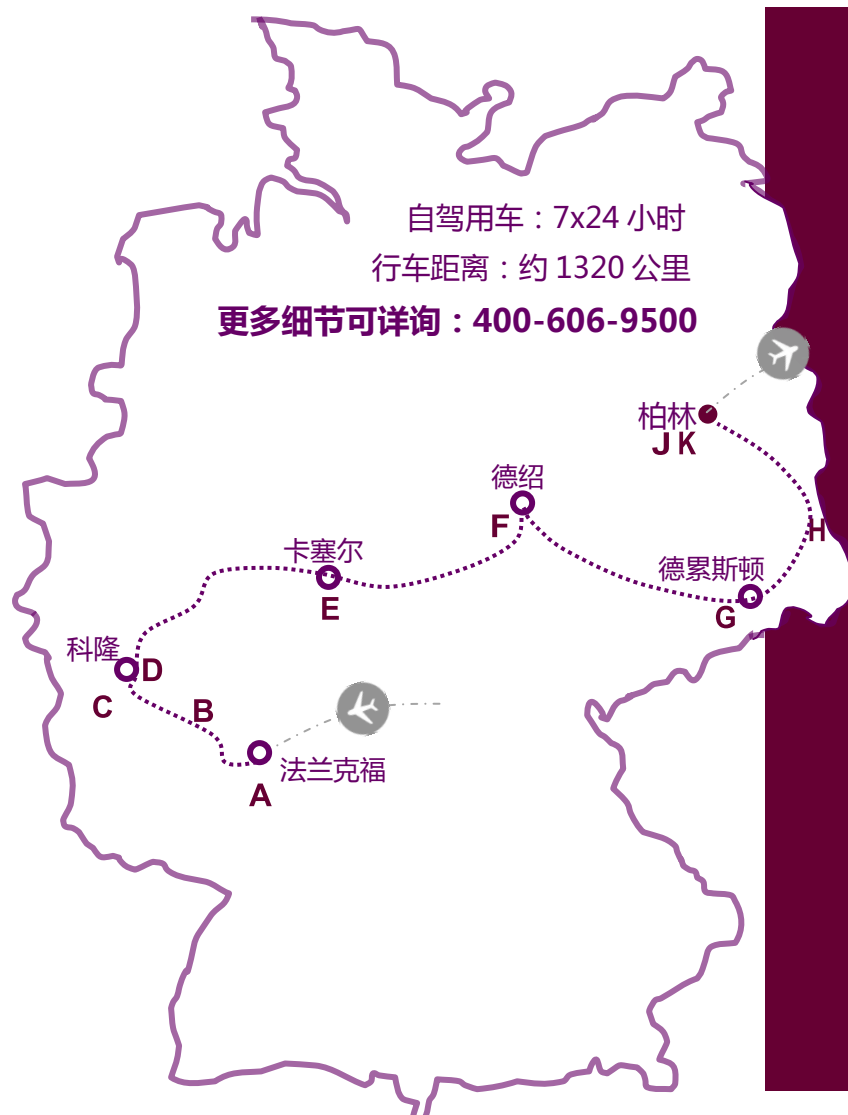 自驾用车：7x24 小时
行车距离：约 1320 公里
更多细节可详询：400-606-9500
柏林
J K
德绍
F
H
卡塞尔
E
德累斯顿
G
科隆
D
C
B
法兰克福
A